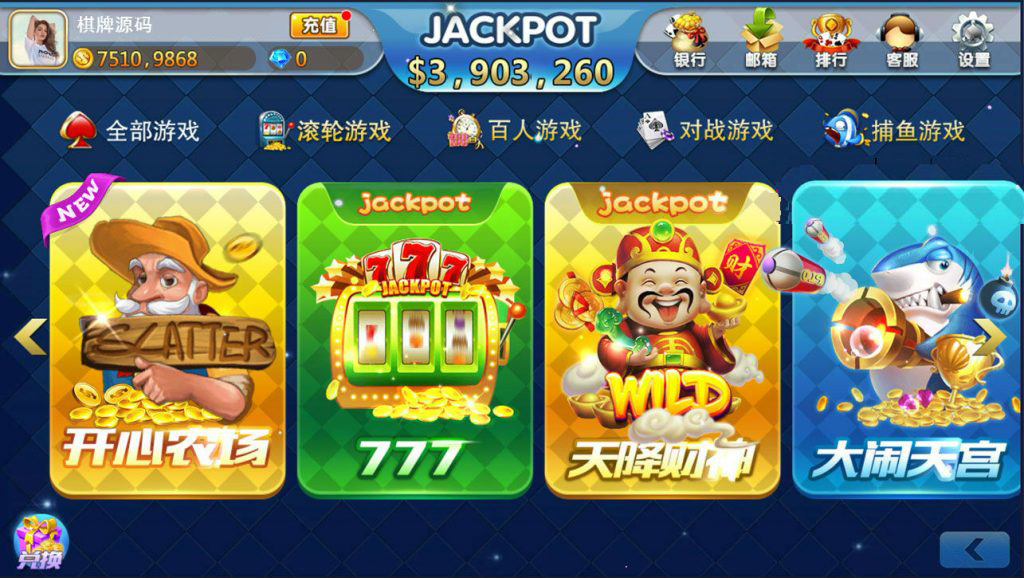 棋牌源码
充值
7510,9868
0
JACKPOT
$3,903,260
银行
邮箱
排行
客服
设置
全部游戏
滚轮游戏
百人游戏
对战游戏
捕鱼游戏
NEW
SCATTER
开心农场
jackpot
777
JACKPOT
777
jackpot
财
WILD
天降财神
大闹天宫
兑换